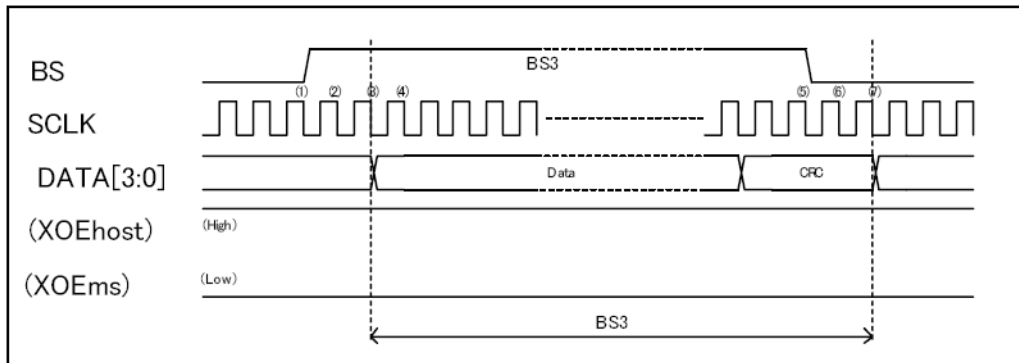 BS
BS3
(1) (2) (3) (4) (5) (6) (7)
SCLK
DATA[3:0]
Data
CRC
(XOEhost)
(High)
(XOEms)
(Low)
BS3